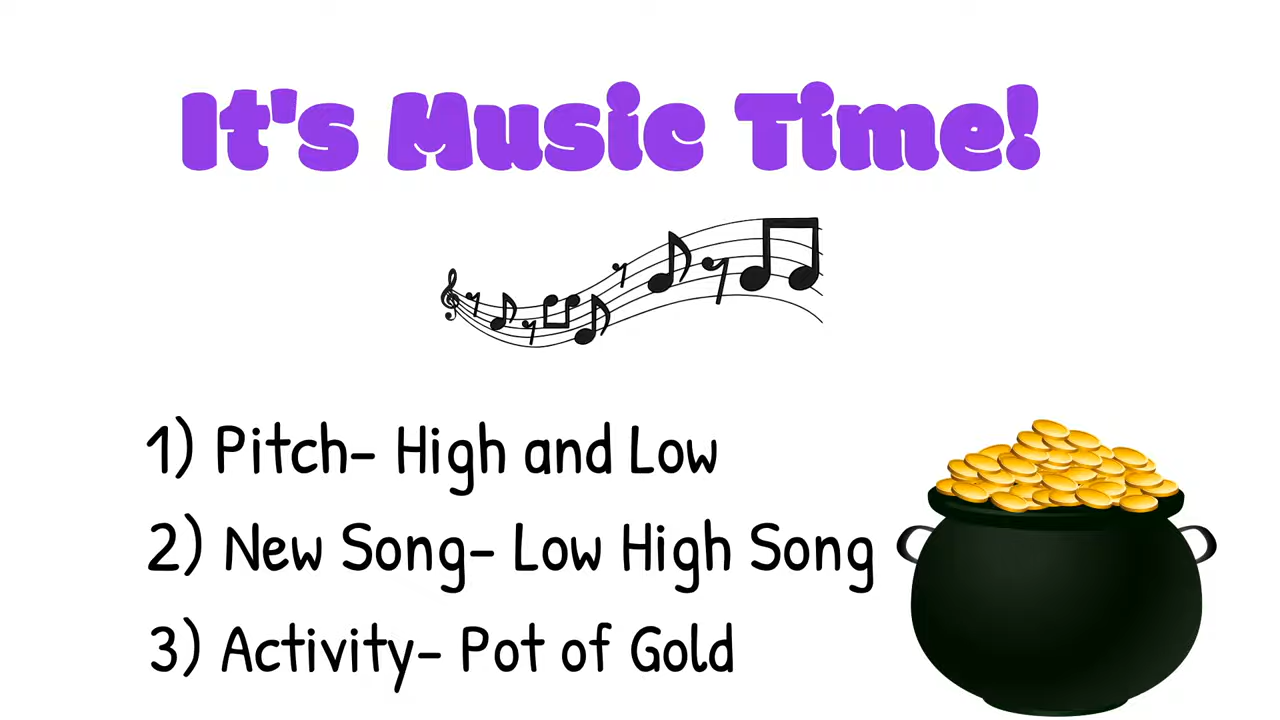 It's Music Time!
1) Pitch- High and Low
2) New Song- Low High Song
3) Activity- Pot of Gold